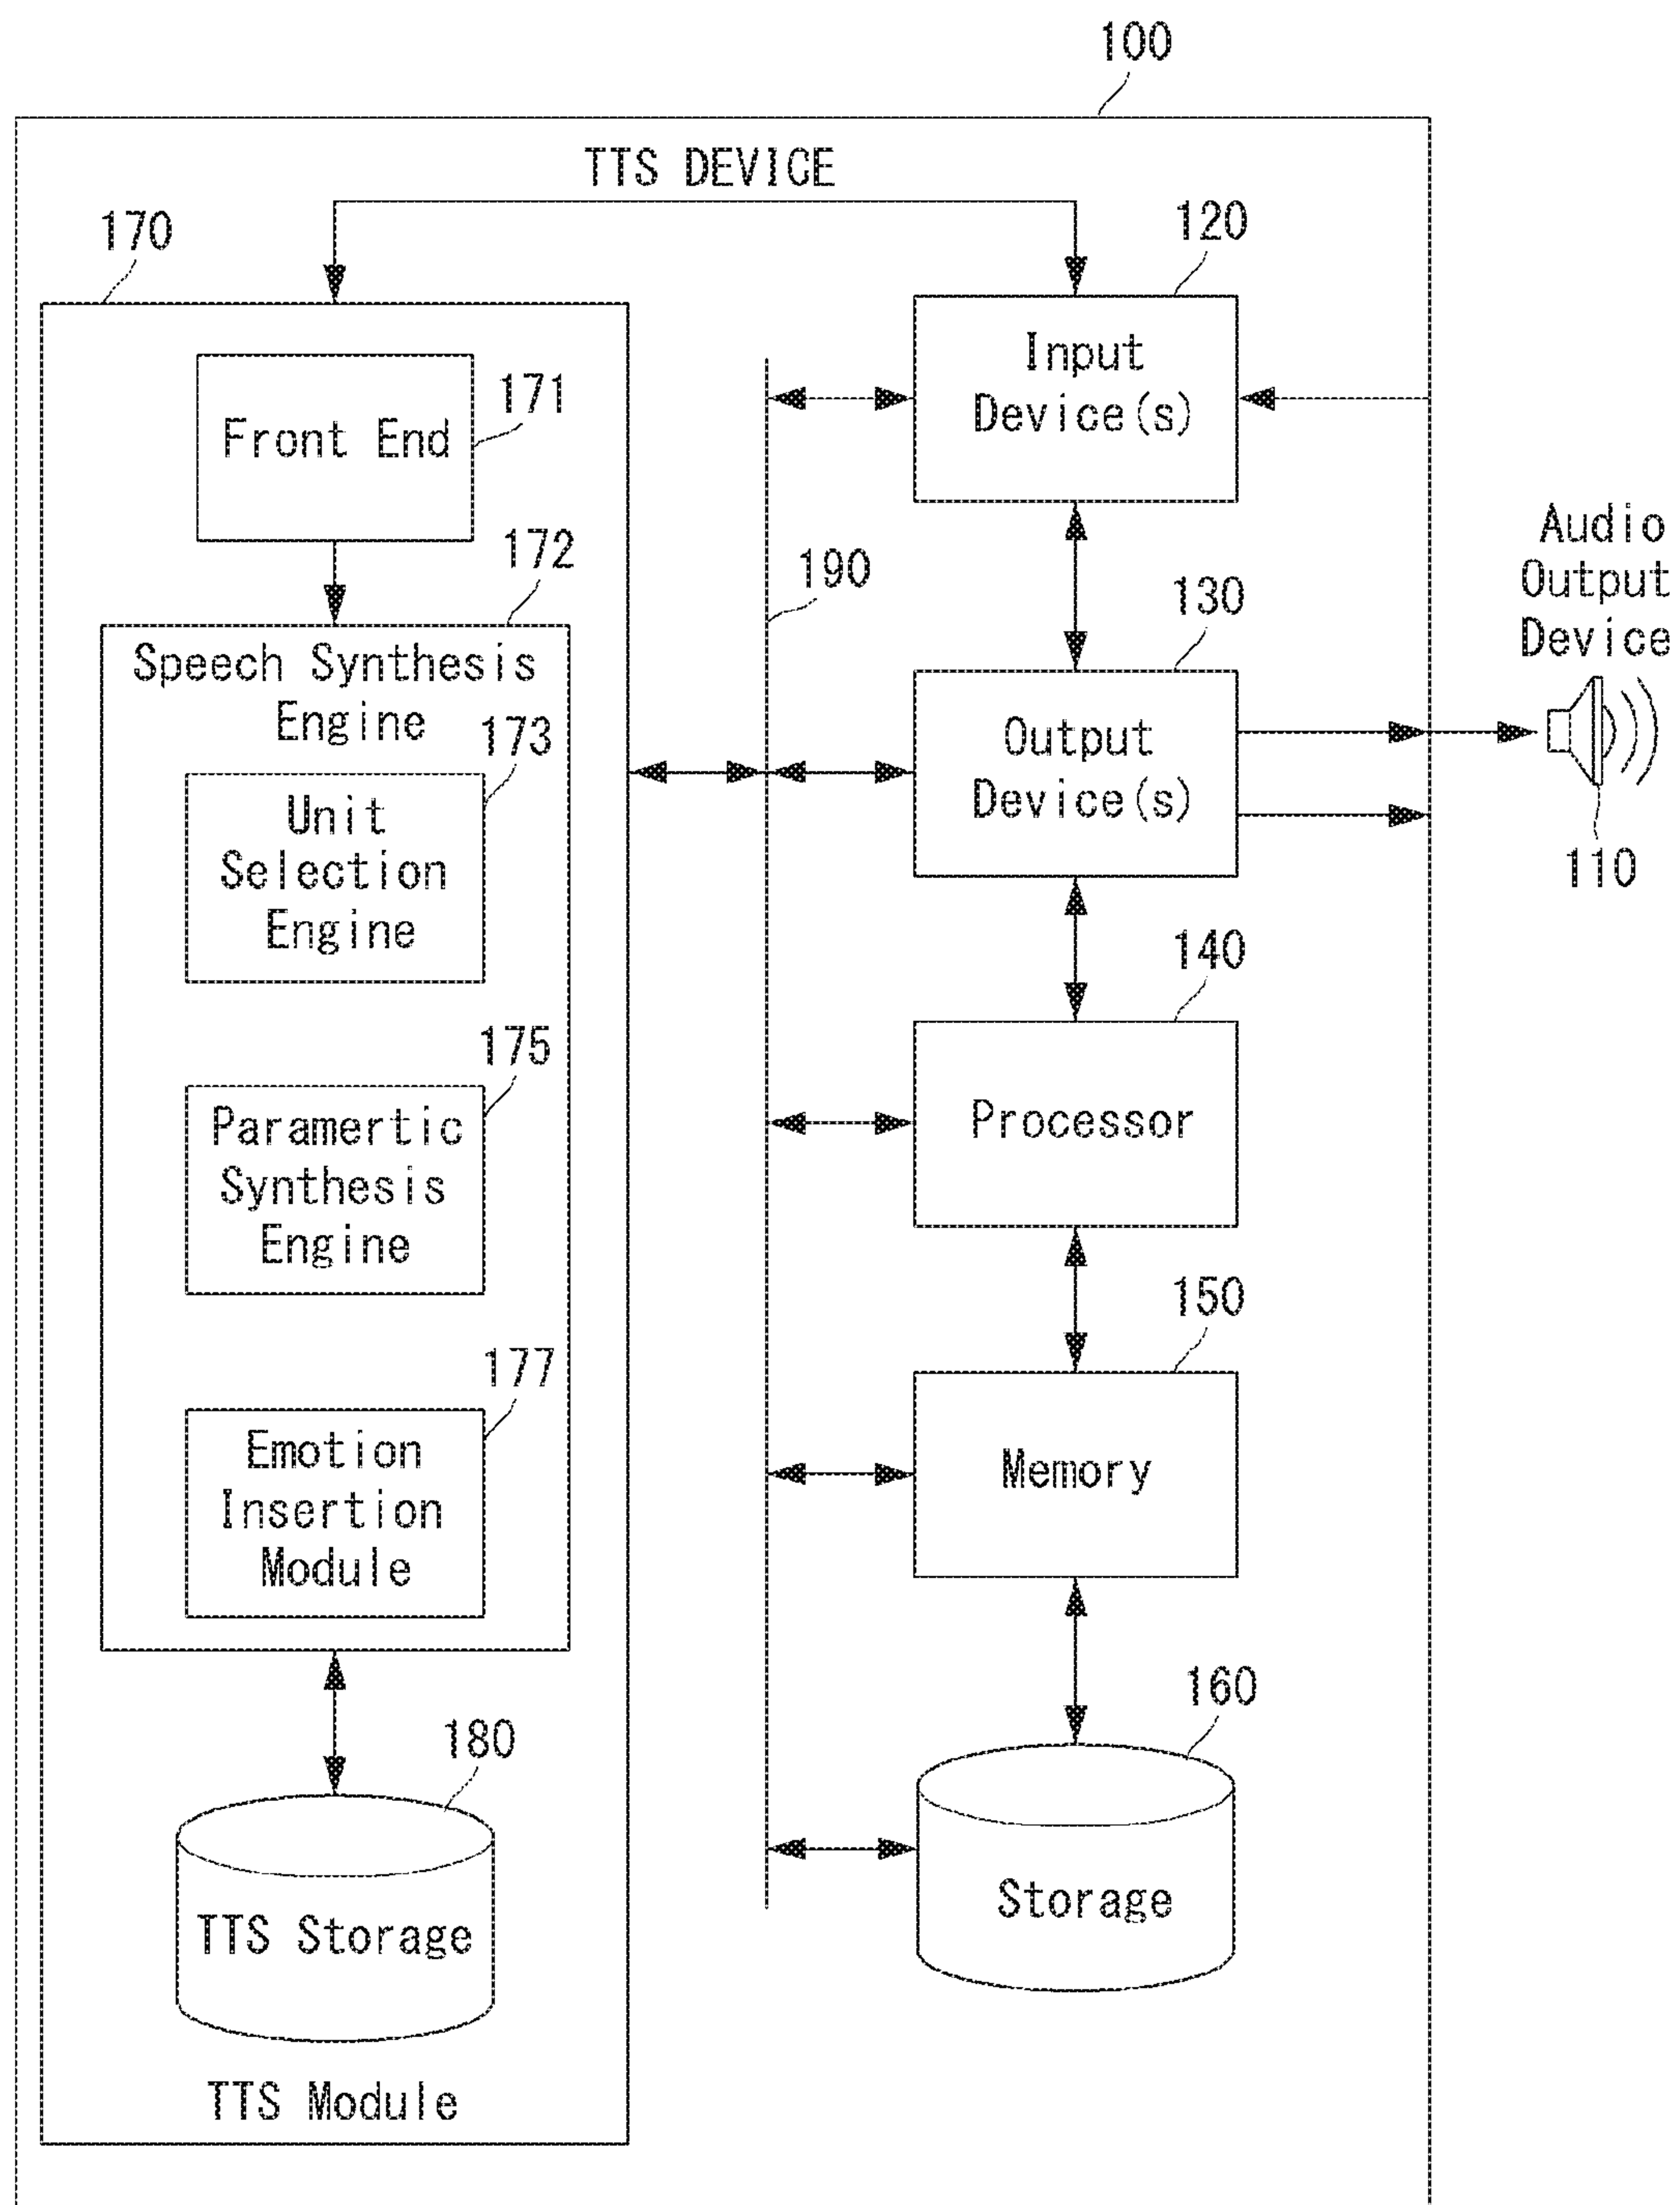 100
TTS DEVICE
170
120
Front End
171
Input
Device(s)
172
Speech Synthesis
Engine
173
Unit
Selection
Engine
175
Paramertic
Synthesis
Engine
177
Emotion
Insertion
Module
180
TTS Storage
TTS Module
190
130
Output
Device(s)
Audio
Output
Device
110
140
Processor
150
Memory
160
Storage